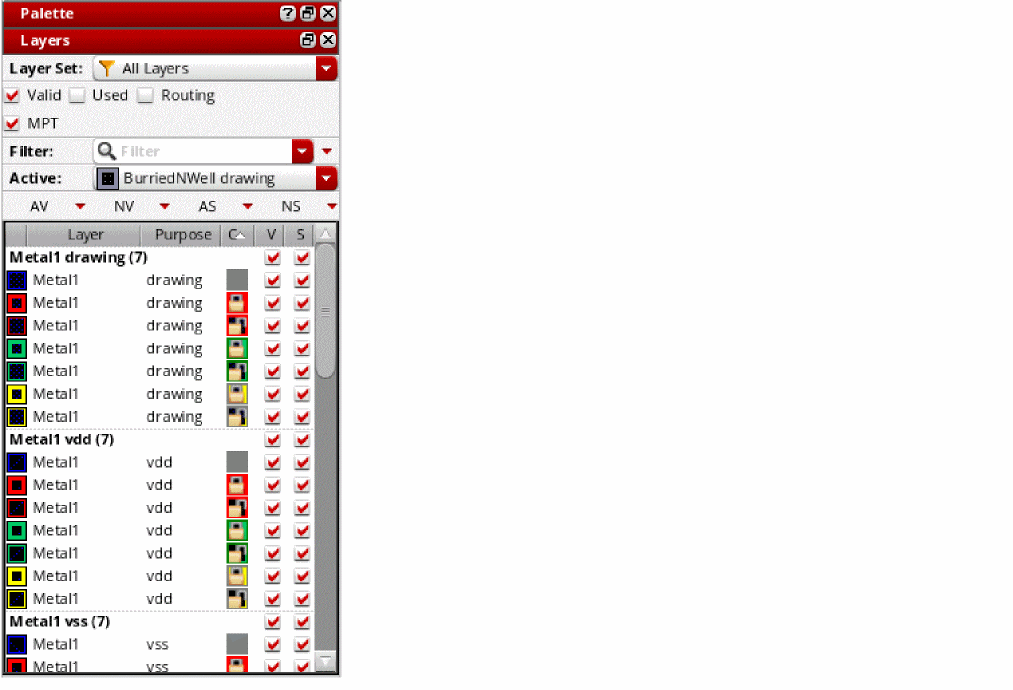 Palette
Layers
Layer Set: All Layers
Valid Used Routing
MPT
Filter: Filter
Active: BurriedNWell drawing
AV NV AS NS
Layer Purpose C V S
Metal1 drawing (7)
Metal1 drawing
Metal1 drawing
Metal1 drawing
Metal1 drawing
Metal1 drawing
Metal1 drawing
Metal1 drawing
Metal1 vdd (7)
Metal1 vdd
Metal1 vdd
Metal1 vdd
Metal1 vdd
Metal1 vdd
Metal1 vdd
Metal1 vdd
Metal1 vss (7)
Metal1 vss
Metal1 vss